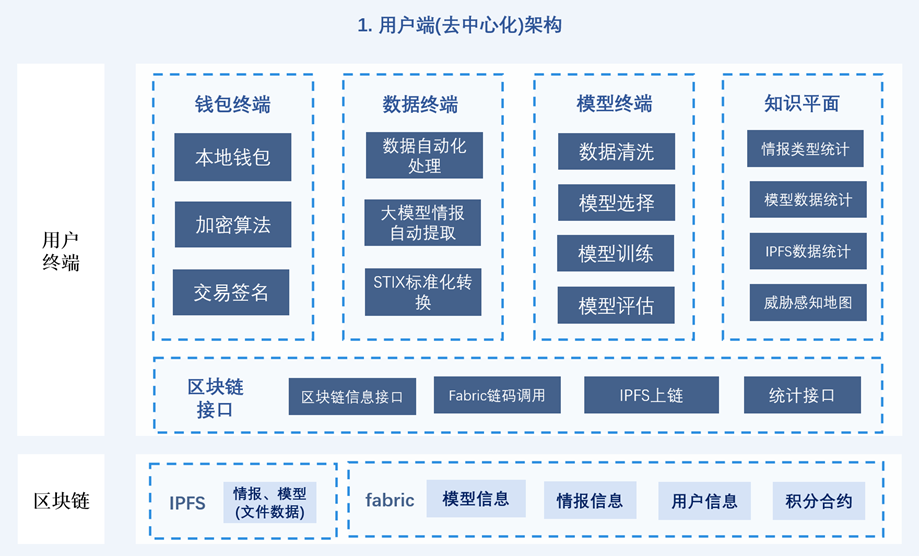 1. 用户端(去中心化)架构
用户
终端
钱包终端
本地钱包
加密算法
交易签名
数据终端
数据自动化
处理
大模型情报
自动提取
STIX标准化转
换
模型终端
数据清洗
模型选择
模型训练
模型评估
知识平面
情报类型统计
模型数据统计
IPFS数据统计
威胁感知地图
区块链
接口
区块链信息接口
Fabric链码调用
IPFS上链
统计接口
区块链
IPFS
情报、模型
(文件数据)
fabric
模型信息
情报信息
用户信息
积分合约